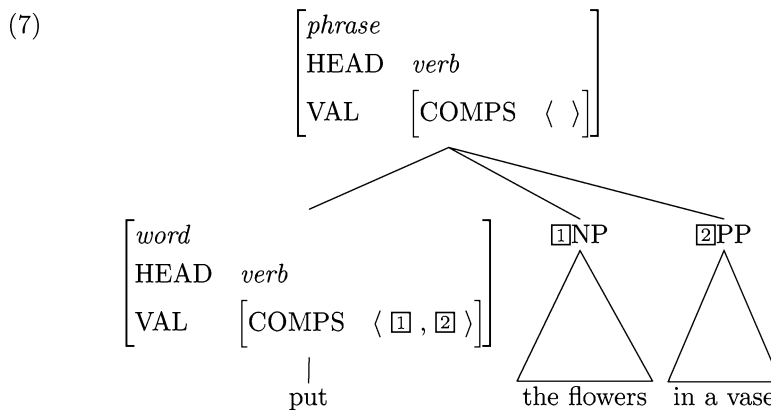 (7)
phrase
HEAD verb
VAL [COMPS ⟨ ⟩]
word
HEAD verb
VAL [COMPS ⟨ 1 , 2 ⟩]
1NP
2PP
put
the flowers
in a vase